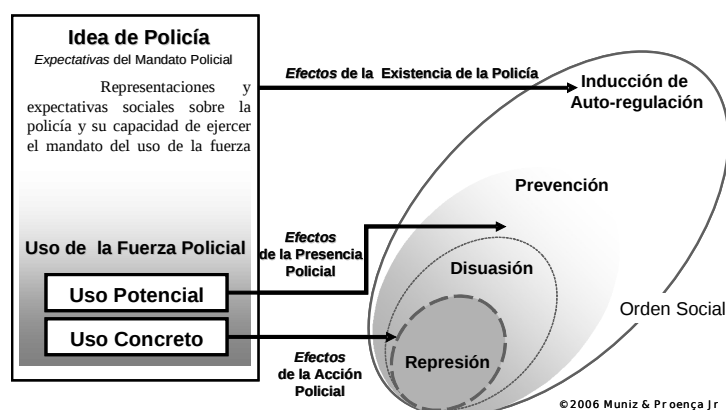 Idea de Policía
Expectativas del Mandato Policial
Representaciones y
expectativas sociales sobre la
policía y su capacidad de ejercer
el mandato del uso de la fuerza
Uso de la Fuerza Policial
Uso Potencial
Uso Concreto
Efectos de la Existencia de la Policía
Efectos
de la Presencia
Policial
Efectos
de la Acción
Policial
Inducción de
Auto-regulación
Prevención
Disuasión
Represión
Orden Social
©2006 Muniz & Proença Jr